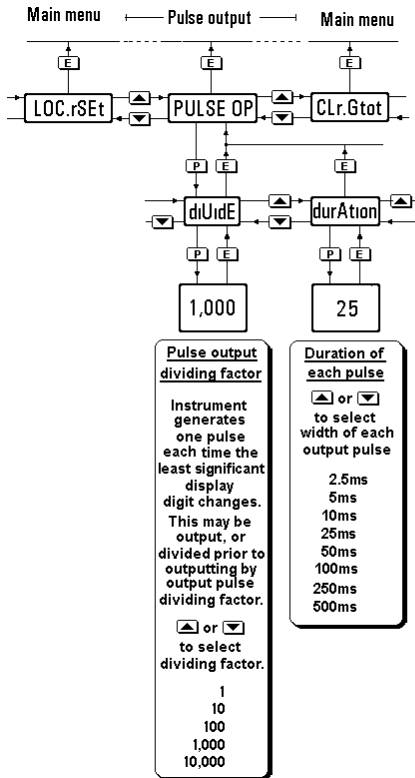 Main menu
Pulse output
Main menu
E
E
E
LOC.rSEt
▲
▼
PULSE OP
▲
▼
CLr.Gtot
P
E
E
▼
dıUıdE
▲
▼
durAtıon
▲
P
E
P
E
1,000
25
Pulse output
dividing factor
Instrument
generates
one pulse
each time the
least significant
display
digit changes.
This may be
output, or
divided prior to
outputting by
output pulse
dividing factor.
▲ or ▼
to select
dividing factor.
1
10
100
1,000
10,000
Duration of
each pulse
▲ or ▼
to select
width of each
output pulse
2.5ms
5ms
10ms
25ms
50ms
100ms
250ms
500ms